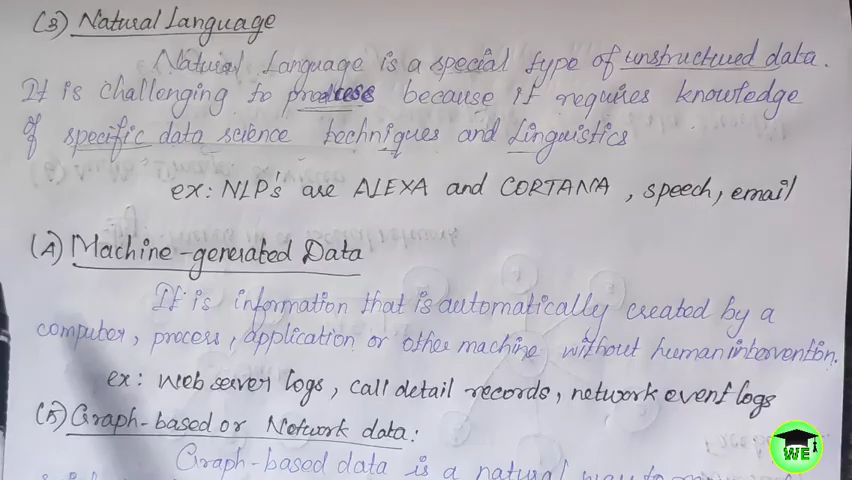 (3) Natural Language
Natural Language is a special type of unstructured data.
It is challenging to process because it requires knowledge
of specific data science techniques and Linguistics
ex: NLP's are ALEXA and CORTANA, speech, email
(4) Machine-generated Data
It is information that is automatically created by a
computer, process, application or other machine without human intervention.
ex: web server logs, call detail records, network event logs
(5) Graph-based or Network data:
Graph-based data is a natural way to
WE